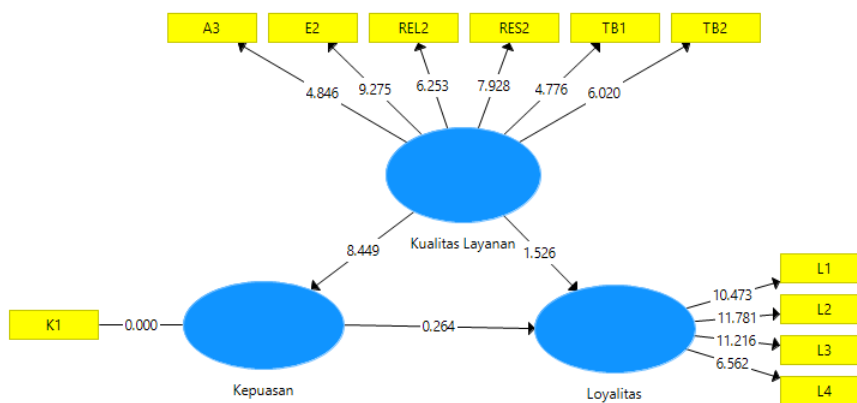 A3
E2
REL2
RES2
TB1
TB2
4.846
9.275
6.253
7.928
4.776
6.020
Kualitas Layanan
8.449
1.526
K1
0.000
Kepuasan
0.264
Loyalitas
10.473
11.781
11.216
6.562
L1
L2
L3
L4